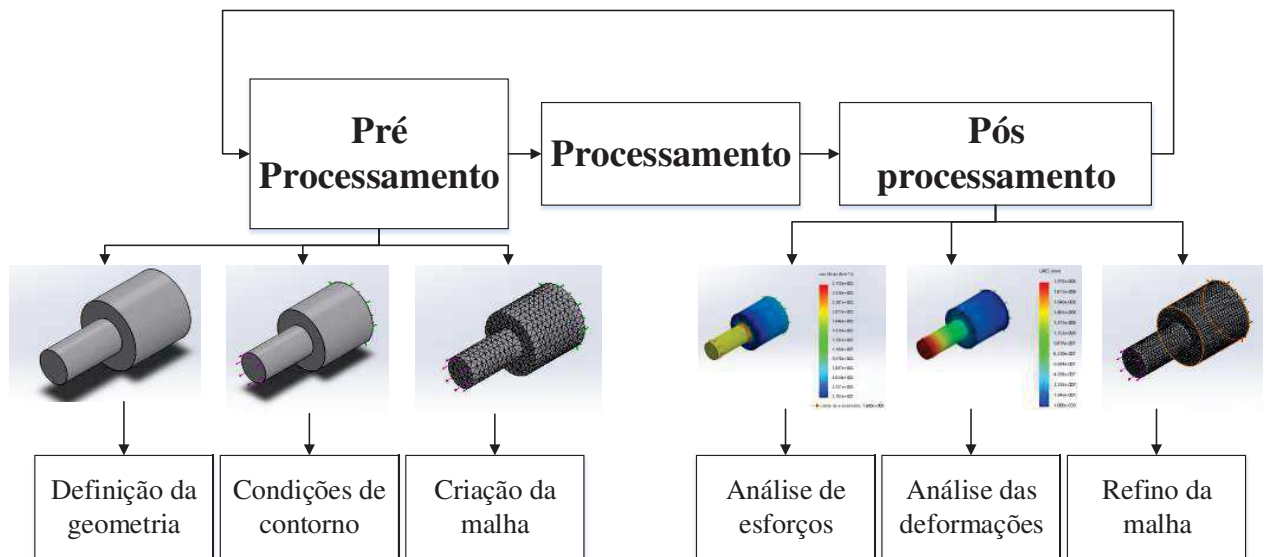 Pré
Processamento
Processamento
Pós
processamento
Definição da
geometria
Condições de
contorno
Criação da
malha
Análise de
esforços
Análise das
deformações
Refino da
malha